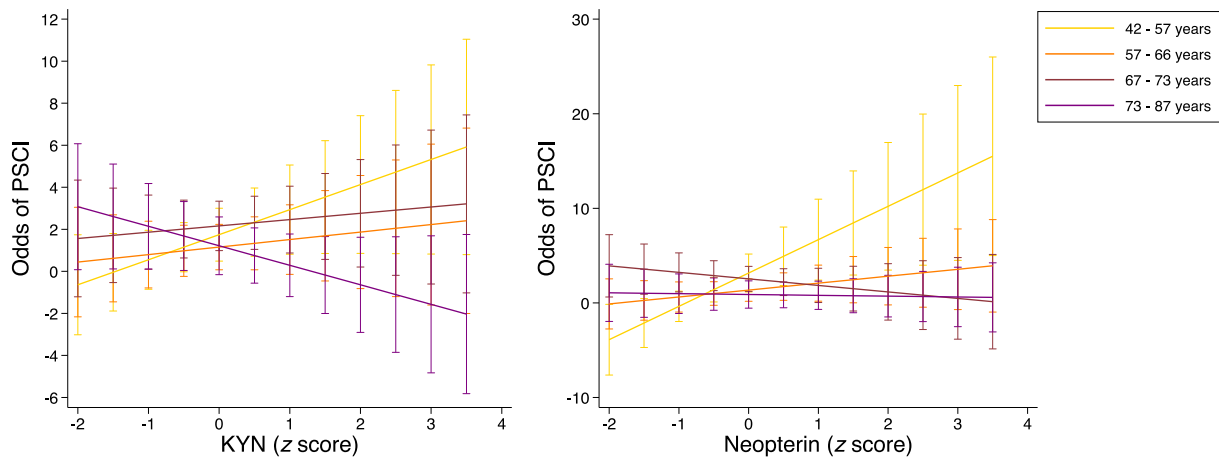 12
10
8
6
4
2
0
-2
-4
-6
Odds of PSCI
-2 -1 0 1 2 3 4
KYN (z score)
30
20
10
0
-10
Odds of PSCI
-2 -1 0 1 2 3 4
Neopterin (z score)
42 - 57 years
57 - 66 years
67 - 73 years
73 - 87 years